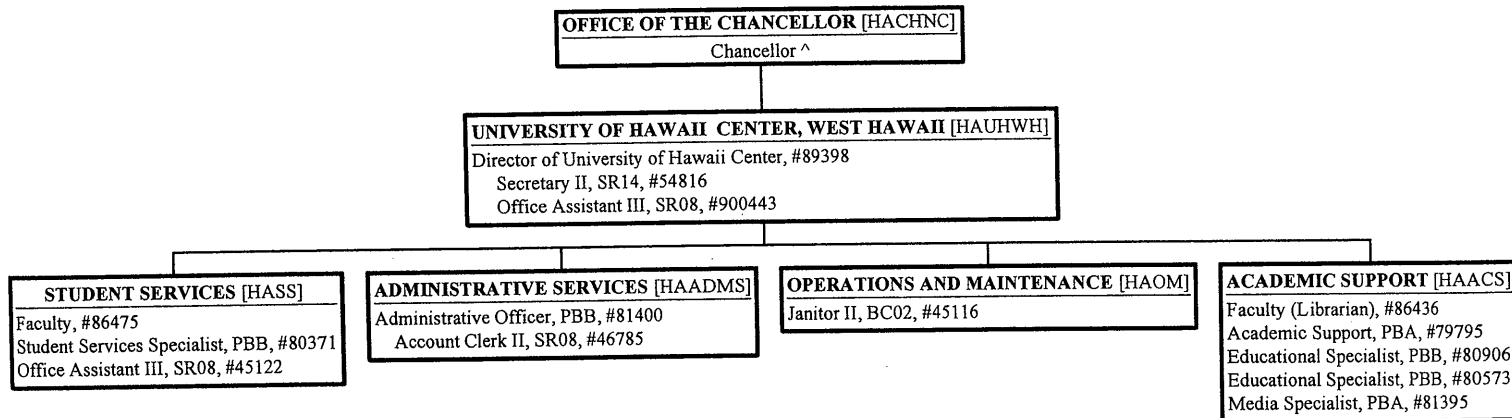 OFFICE OF THE CHANCELLOR [HACHNC]
Chancellor ^
UNIVERSITY OF HAWAII CENTER, WEST HAWAII [HAUHWH]
Director of University of Hawaii Center, #89398
Secretary II, SR14, #54816
Office Assistant III, SR08, #900443
STUDENT SERVICES [HASS]
Faculty, #86475
Student Services Specialist, PBB, #80371
Office Assistant III, SR08, #45122
ADMINISTRATIVE SERVICES [HAADMS]
Administrative Officer, PBB, #81400
Account Clerk II, SR08, #46785
OPERATIONS AND MAINTENANCE [HAOM]
Janitor II, BC02, #45116
ACADEMIC SUPPORT [HAACS]
Faculty (Librarian), #86436
Academic Support, PBA, #79795
Educational Specialist, PBB, #80906
Educational Specialist, PBB, #80573
Media Specialist, PBA, #81395